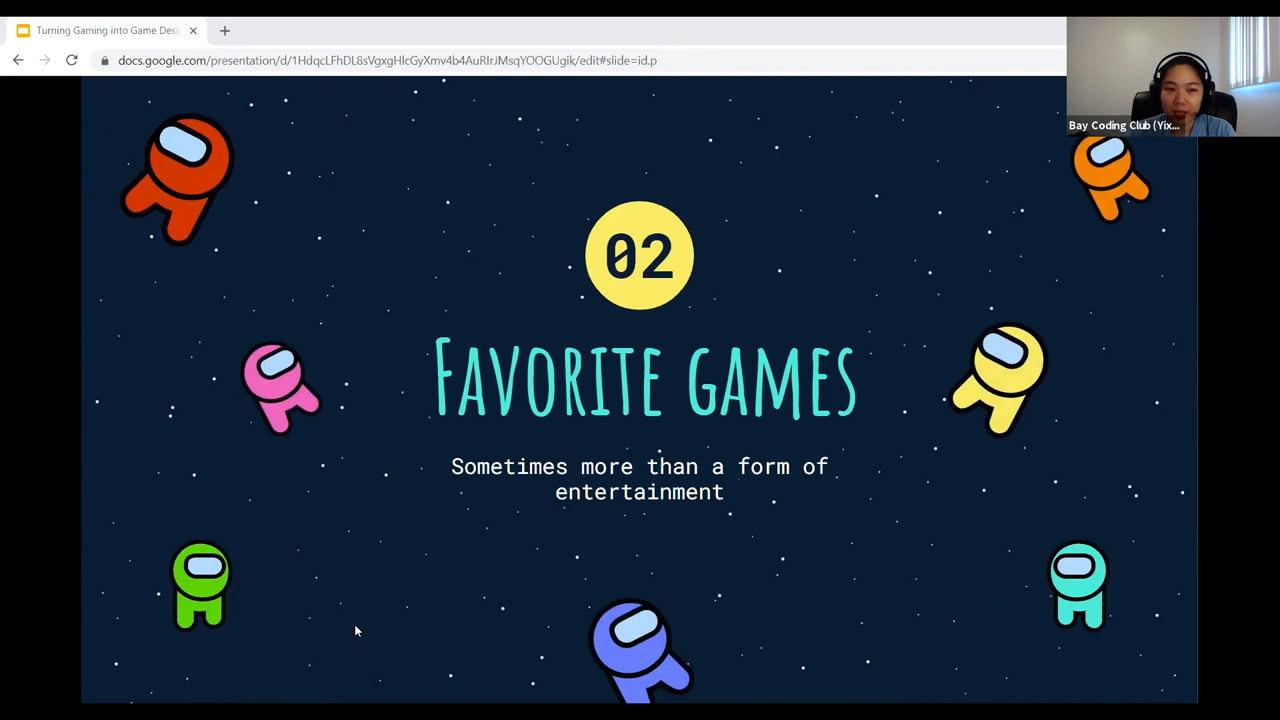 Turning Gaming into Game Desi
docs.google.com/presentation/d/1HdqcLFhDL8sVgxgHlcGyXmv4b4AuRIrJMsqYOOGUgik/edit#slide=id.p
Bay Coding Club (Yix...
02
FAVORITE GAMES
Sometimes more than a form of
entertainment